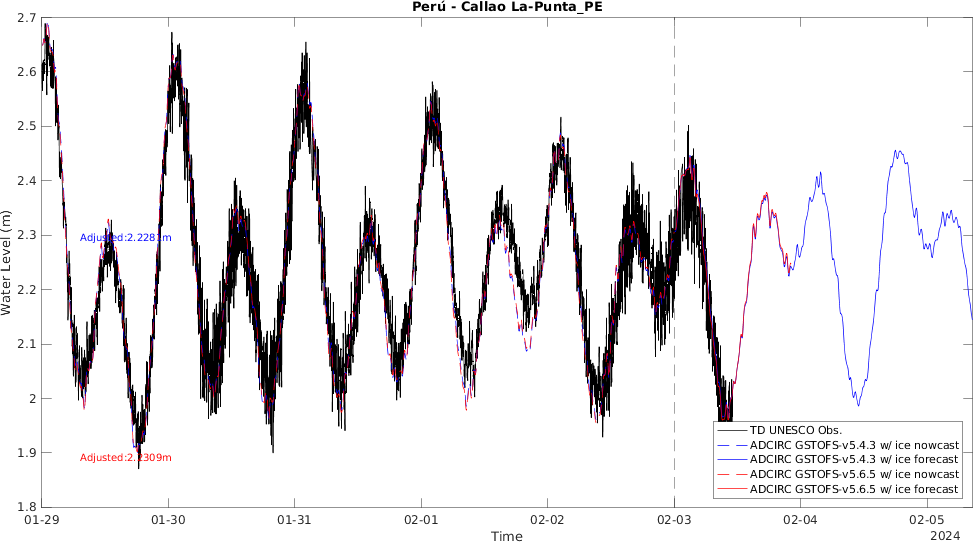 Perú - Callao La-Punta_PE
2.7
2.6
2.5
2.4
2.3
2.2
2.1
2
1.9
1.8
Water Level (m)
Adjusted:2.2281m
Adjusted:2.2309m
TD UNESCO Obs.
ADCIRC GSTOFS-v5.4.3 w/ ice nowcast
ADCIRC GSTOFS-v5.4.3 w/ ice forecast
ADCIRC GSTOFS-v5.6.5 w/ ice nowcast
ADCIRC GSTOFS-v5.6.5 w/ ice forecast
01-29 01-30 01-31 02-01 02-02 02-03 02-04 02-05
Time
2024